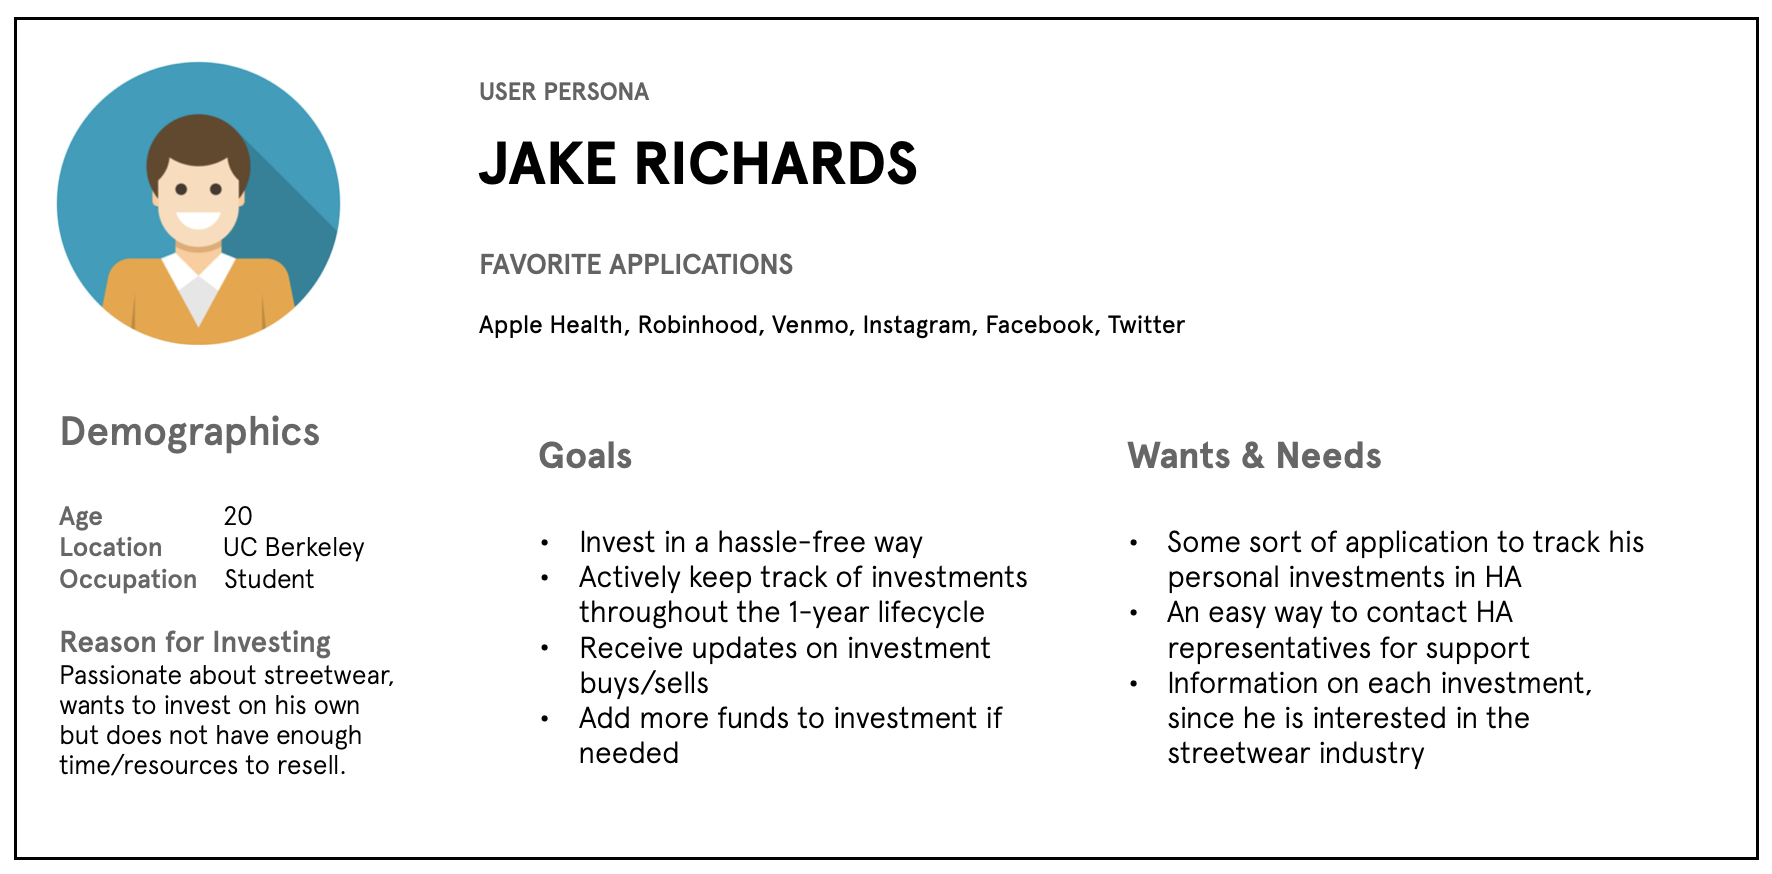 USER PERSONA
JAKE RICHARDS
FAVORITE APPLICATIONS
Apple Health, Robinhood, Venmo, Instagram, Facebook, Twitter
Demographics
Age 20
Location UC Berkeley
Occupation Student
Reason for Investing
Passionate about streetwear,
wants to invest on his own
but does not have enough
time/resources to resell.
Goals
• Invest in a hassle-free way
• Actively keep track of investments
throughout the 1-year lifecycle
• Receive updates on investment
buys/sells
• Add more funds to investment if
needed
Wants & Needs
• Some sort of application to track his
personal investments in HA
• An easy way to contact HA
representatives for support
• Information on each investment,
since he is interested in the
streetwear industry